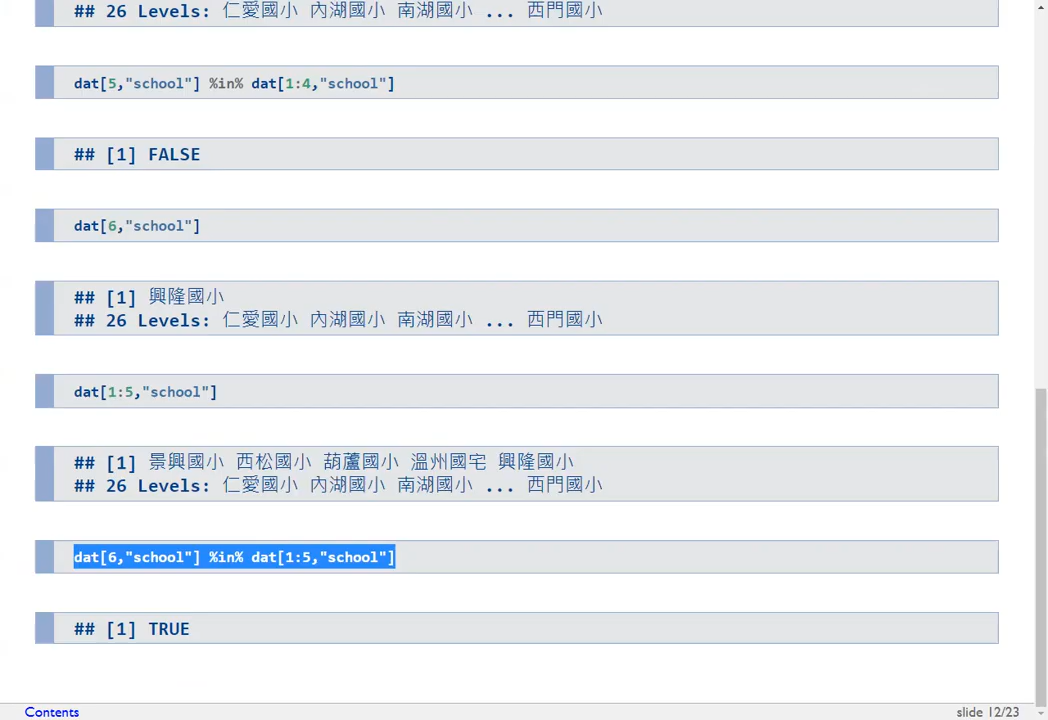 ## 26 Levels: 仁愛國小 內湖國小 南湖國小 ... 西門國小
dat[5,"school"] %in% dat[1:4,"school"]
## [1] FALSE
dat[6,"school"]
## [1] 興隆國小
## 26 Levels: 仁愛國小 內湖國小 南湖國小 ... 西門國小
dat[1:5,"school"]
## [1] 景興國小 西松國小 葫蘆國小 溫州國宅 興隆國小
## 26 Levels: 仁愛國小 內湖國小 南湖國小 ... 西門國小
dat[6,"school"] %in% dat[1:5,"school"]
## [1] TRUE
Contents
slide 12/23